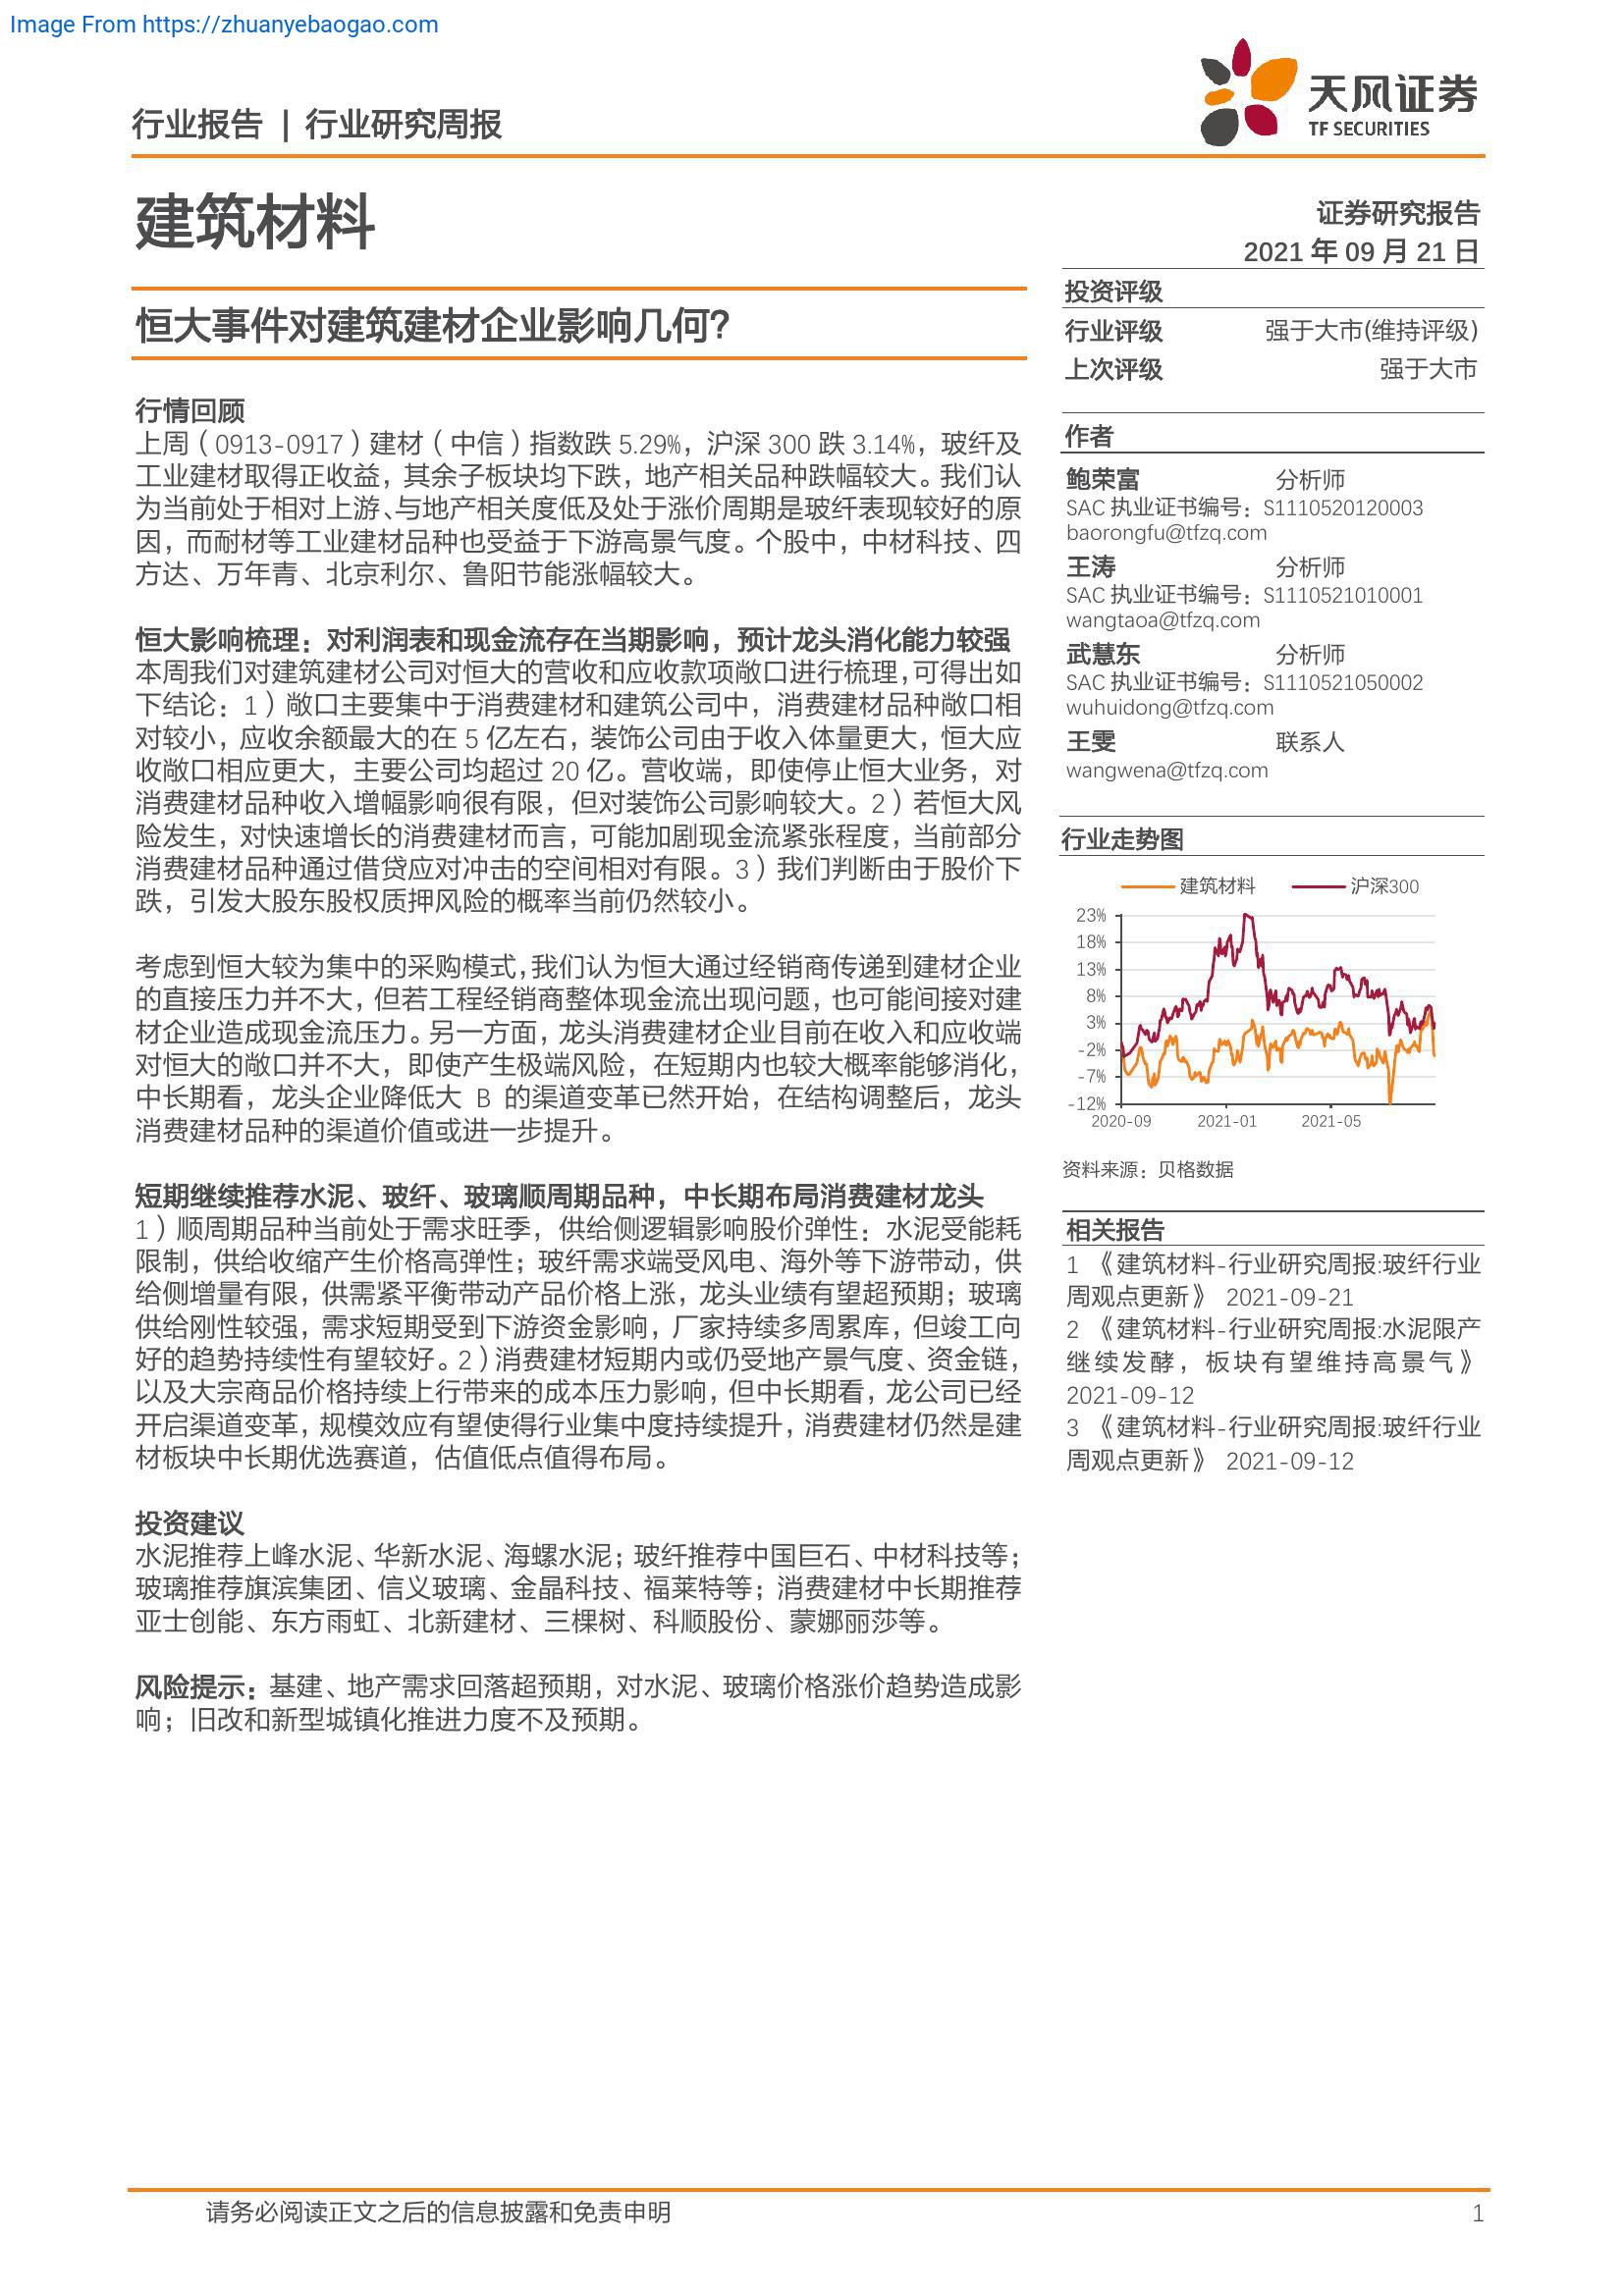 Image From https://zhuanyebaogao.com
行业报告 | 行业研究周报
天风证券
TF SECURITIES
建筑材料
证券研究报告
2021 年 09 月 21 日
恒大事件对建筑建材企业影响几何？
行情回顾
上周（0913-0917）建材（中信）指数跌 5.29%，沪深 300 跌 3.14%，玻纤及
工业建材取得正收益，其余子板块均下跌，地产相关品种跌幅较大。我们认
为当前处于相对上游、与地产相关度低及处于涨价周期是玻纤表现较好的原
因，而耐材等工业建材品种也受益于下游高景气度。个股中，中材科技、四
方达、万年青、北京利尔、鲁阳节能涨幅较大。
恒大影响梳理：对利润表和现金流存在当期影响，预计龙头消化能力较强
本周我们对建筑建材公司对恒大的营收和应收款项敞口进行梳理，可得出如
下结论：1）敞口主要集中于消费建材和建筑公司中，消费建材品种敞口相
对较小，应收余额最大的在 5 亿左右，装饰公司由于收入体量更大，恒大应
收敞口相应更大，主要公司均超过 20 亿。营收端，即使停止恒大业务，对
消费建材品种收入增幅影响很有限，但对装饰公司影响较大。2）若恒大风
险发生，对快速增长的消费建材而言，可能加剧现金流紧张程度，当前部分
消费建材品种通过借贷应对冲击的空间相对有限。3）我们判断由于股价下
跌，引发大股东股权质押风险的概率当前仍然较小。
考虑到恒大较为集中的采购模式，我们认为恒大通过经销商传递到建材企业
的直接压力并不大，但若工程经销商整体现金流出现问题，也可能间接对建
材企业造成现金流压力。另一方面，龙头消费建材企业目前在收入和应收端
对恒大的敞口并不大，即使产生极端风险，在短期内也较大概率能够消化，
中长期看，龙头企业降低大 B 的渠道变革已然开始，在结构调整后，龙头
消费建材品种的渠道价值或进一步提升。
短期继续推荐水泥、玻纤、玻璃顺周期品种，中长期布局消费建材龙头
1）顺周期品种当前处于需求旺季，供给侧逻辑影响股价弹性：水泥受能耗
限制，供给收缩产生价格高弹性；玻纤需求端受风电、海外等下游带动，供
给侧增量有限，供需紧平衡带动产品价格上涨，龙头业绩有望超预期；玻璃
供给刚性较强，需求短期受到下游资金影响，厂家持续多周累库，但竣工向
好的趋势持续性有望较好。2）消费建材短期内或仍受地产景气度、资金链，
以及大宗商品价格持续上行带来的成本压力影响，但中长期看，龙公司已经
开启渠道变革，规模效应有望使得行业集中度持续提升，消费建材仍然是建
材板块中长期优选赛道，估值低点值得布局。
投资建议
水泥推荐上峰水泥、华新水泥、海螺水泥；玻纤推荐中国巨石、中材科技等；
玻璃推荐旗滨集团、信义玻璃、金晶科技、福莱特等；消费建材中长期推荐
亚士创能、东方雨虹、北新建材、三棵树、科顺股份、蒙娜丽莎等。
风险提示：基建、地产需求回落超预期，对水泥、玻璃价格涨价趋势造成影
响；旧改和新型城镇化推进力度不及预期。
投资评级
行业评级 强于大市(维持评级)
上次评级 强于大市
作者
鲍荣富 分析师
SAC 执业证书编号：S1110520120003
baorongfu@tfzq.com
王涛 分析师
SAC 执业证书编号：S1110521010001
wangtaoa@tfzq.com
武慧东 分析师
SAC 执业证书编号：S1110521050002
wuhuidong@tfzq.com
王雯 联系人
wangwena@tfzq.com
行业走势图
建筑材料 沪深300
23%
18%
13%
8%
3%
-2%
-7%
-12%
2020-09 2021-01 2021-05
资料来源：贝格数据
相关报告
1 《建筑材料-行业研究周报:玻纤行业
周观点更新》 2021-09-21
2 《建筑材料-行业研究周报:水泥限产
继续发酵，板块有望维持高景气》
2021-09-12
3 《建筑材料-行业研究周报:玻纤行业
周观点更新》 2021-09-12
请务必阅读正文之后的信息披露和免责申明 1